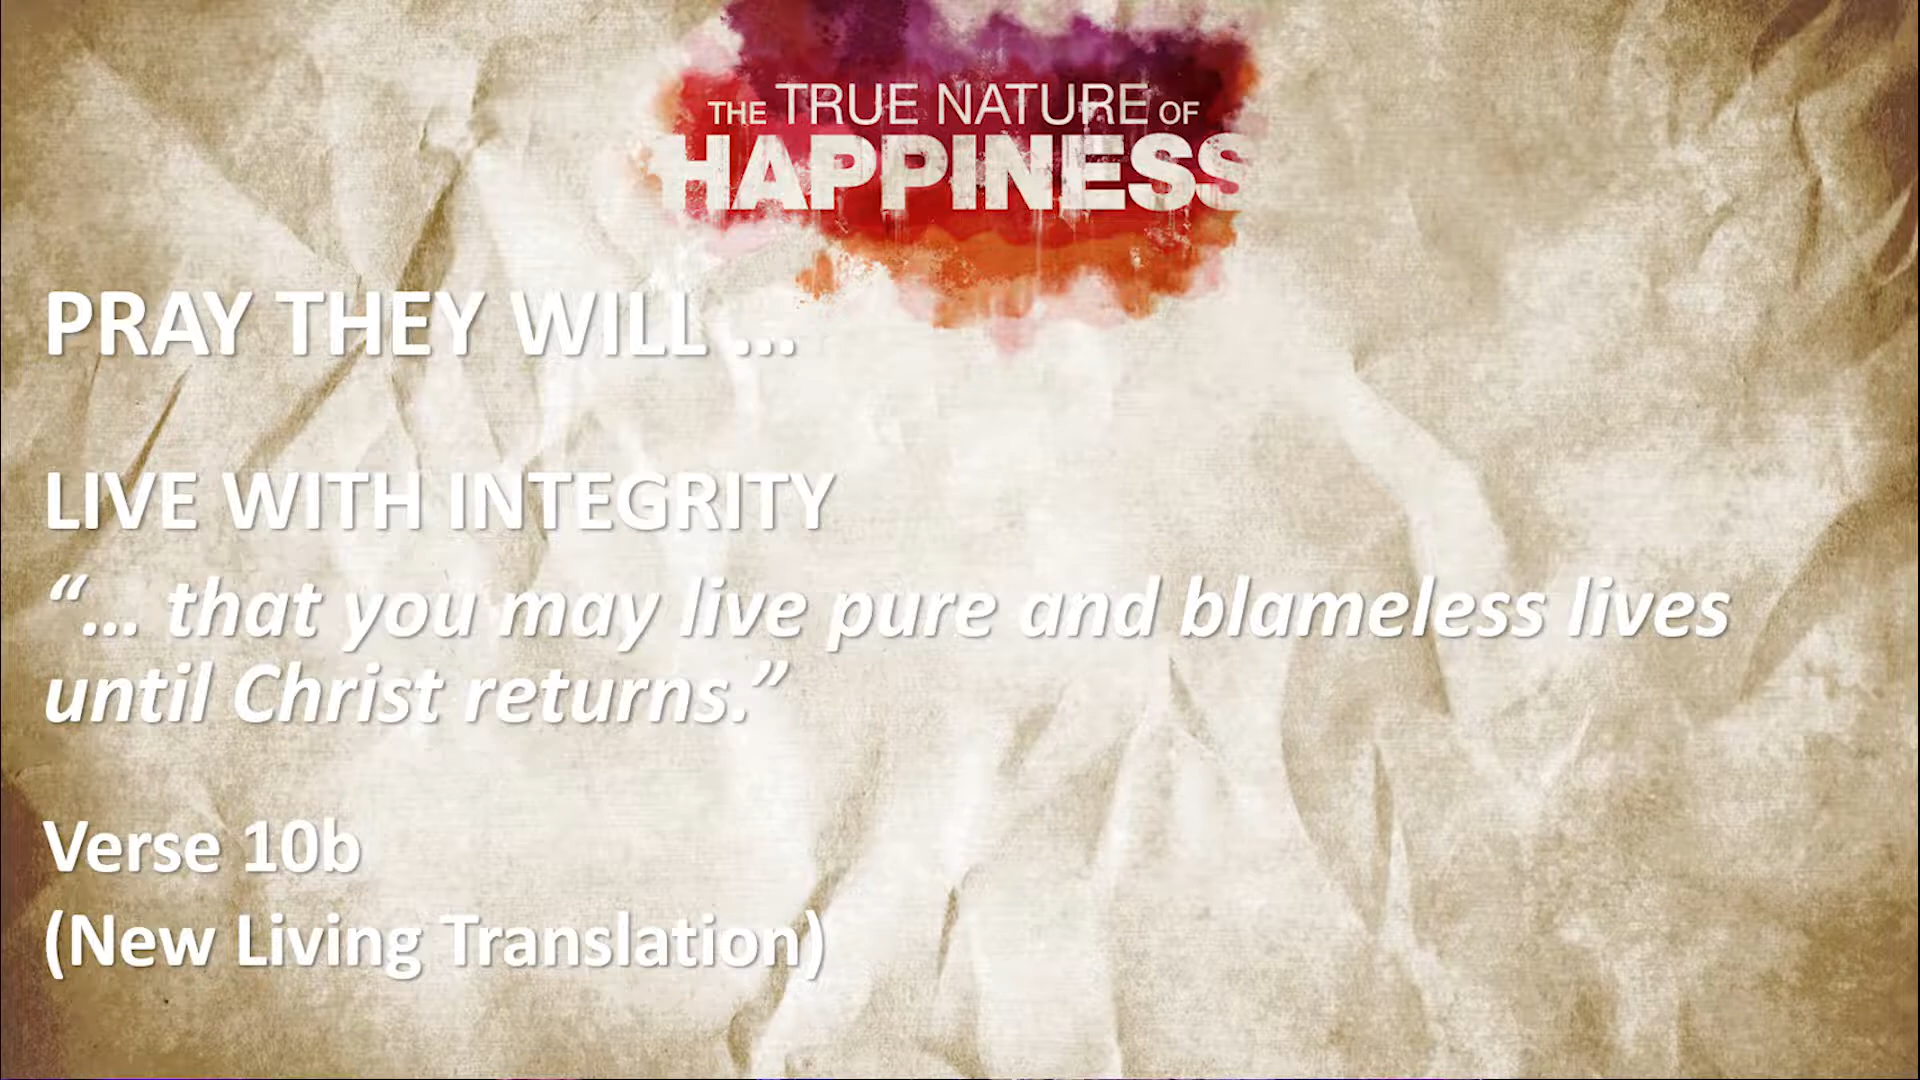 THE TRUE NATURE OF
HAPPINESS
PRAY THEY WILL ...
LIVE WITH INTEGRITY
“... that you may live pure and blameless lives
until Christ returns.”
Verse 10b
(New Living Translation)